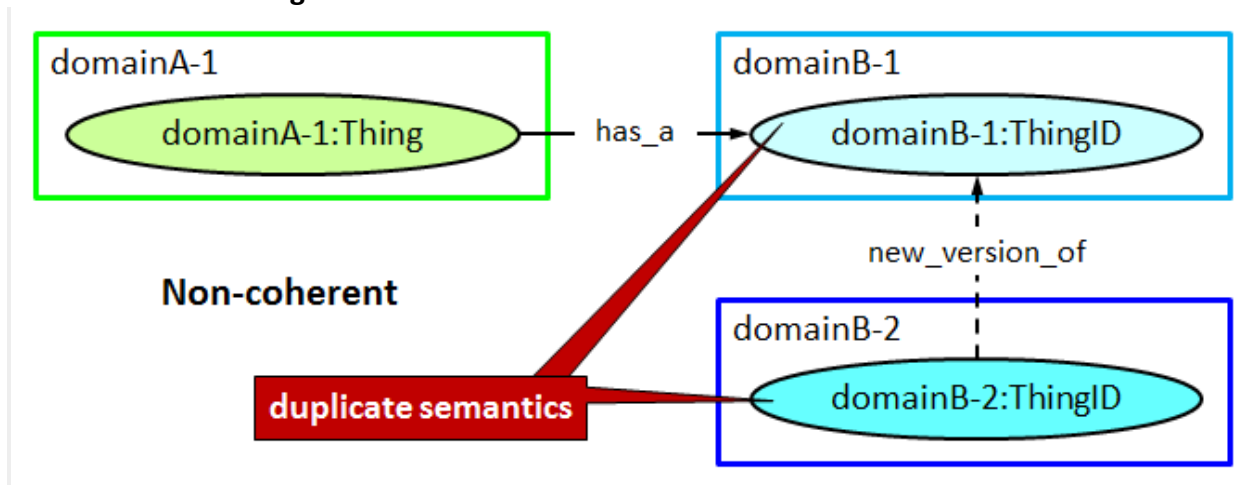 domainA-1
domainB-1
domainA-1:Thing
has_a
domainB-1:ThingID
new_version_of
Non-coherent
domainB-2
duplicate semantics
domainB-2:ThingID